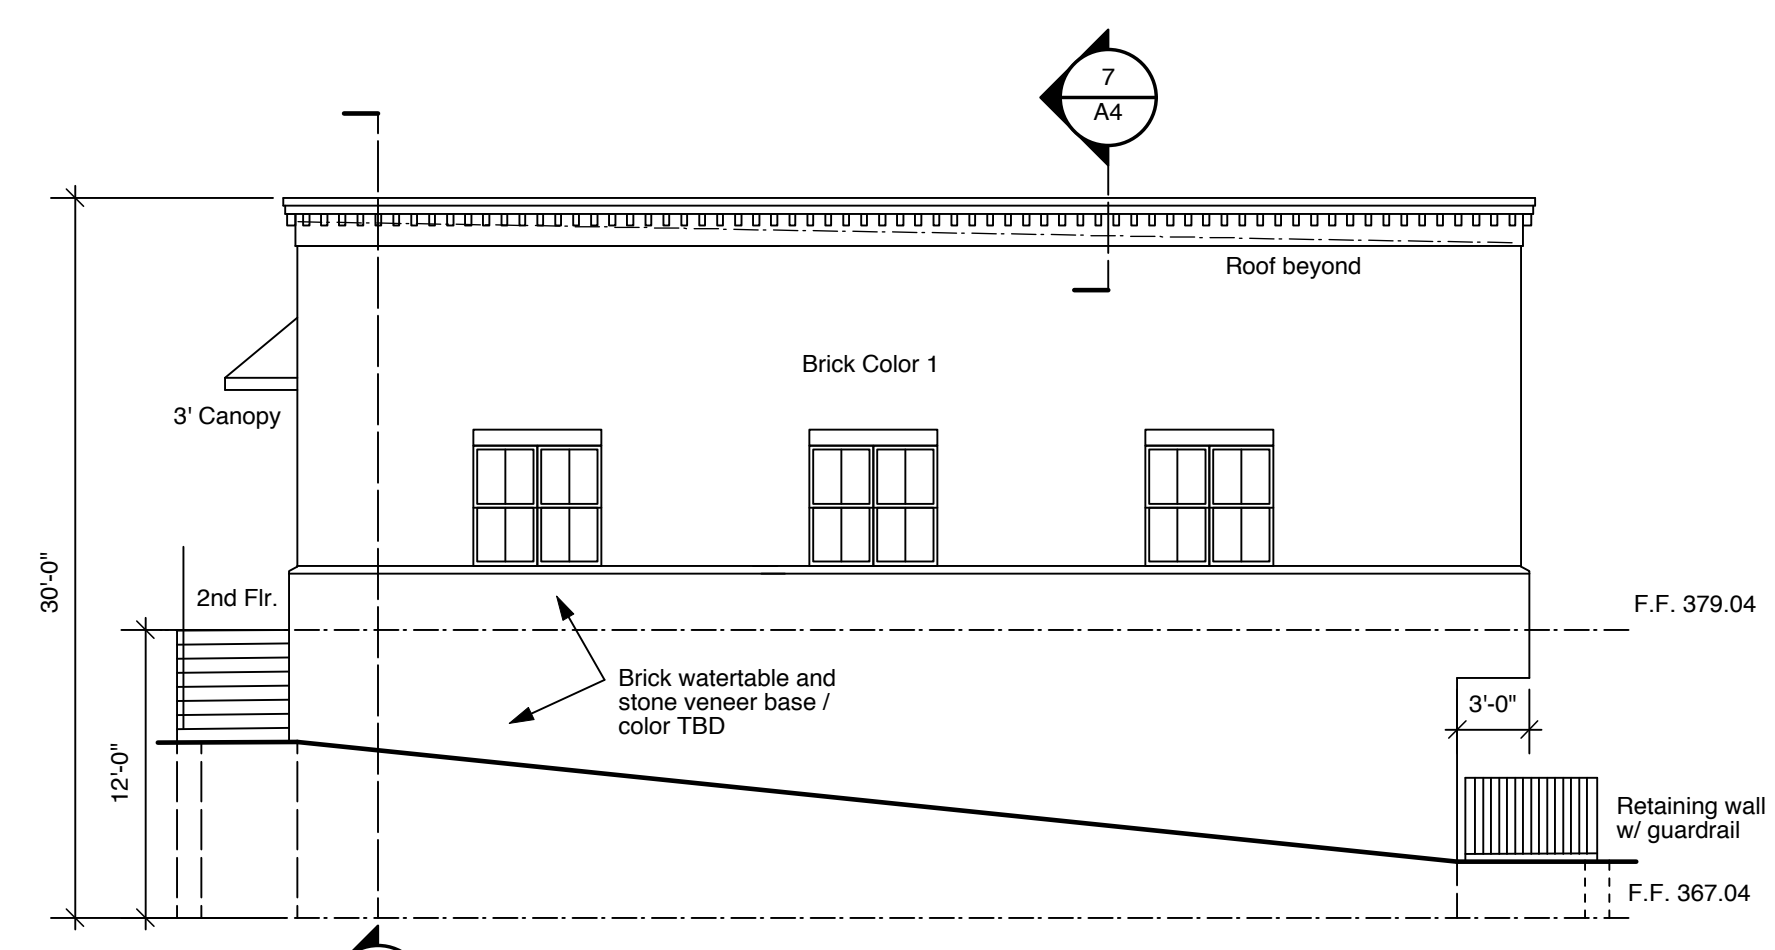 7
A4
Roof beyond
Brick Color 1
3' Canopy
30'-0"
2nd Flr.
F.F. 379.04
Brick watertable and
stone veneer base /
color TBD
3'-0"
12'-0"
Retaining wall
w/ guardrail
F.F. 367.04